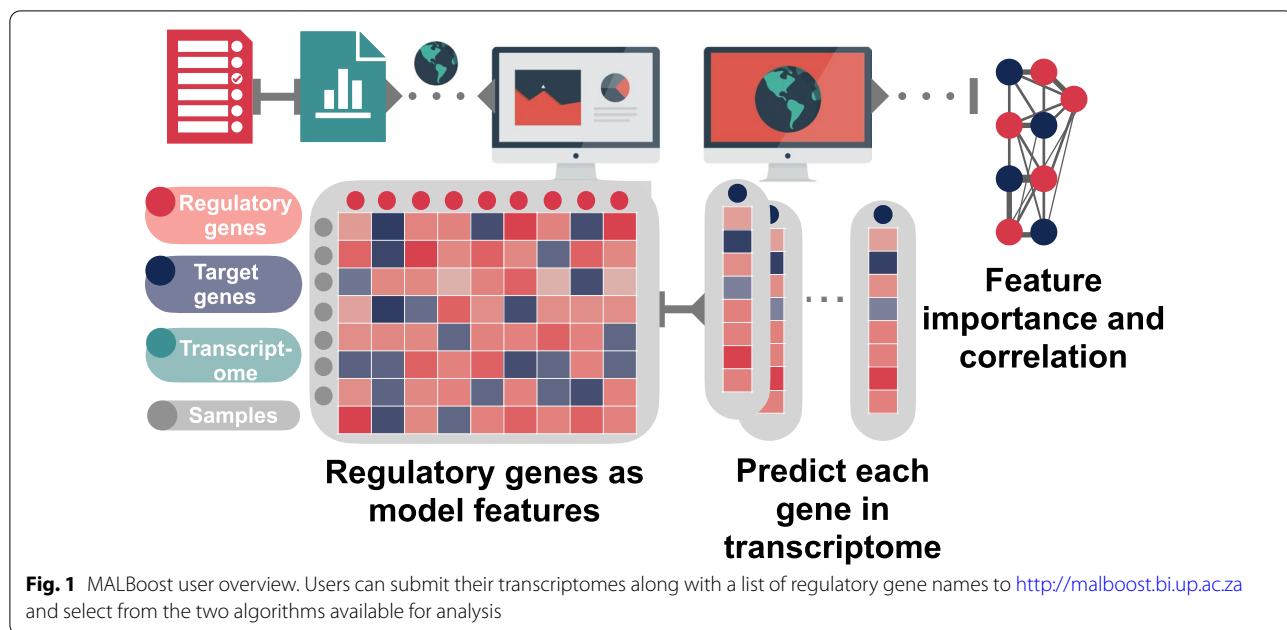 Regulatory
genes
Target
genes
Transcript-
ome
Samples
Regulatory genes as
model features
Predict each
gene in
transcriptome
Feature
importance and
correlation
Fig. 1 MALBoost user overview. Users can submit their transcriptomes along with a list of regulatory gene names to http://malboost.bi.up.ac.za
and select from the two algorithms available for analysis